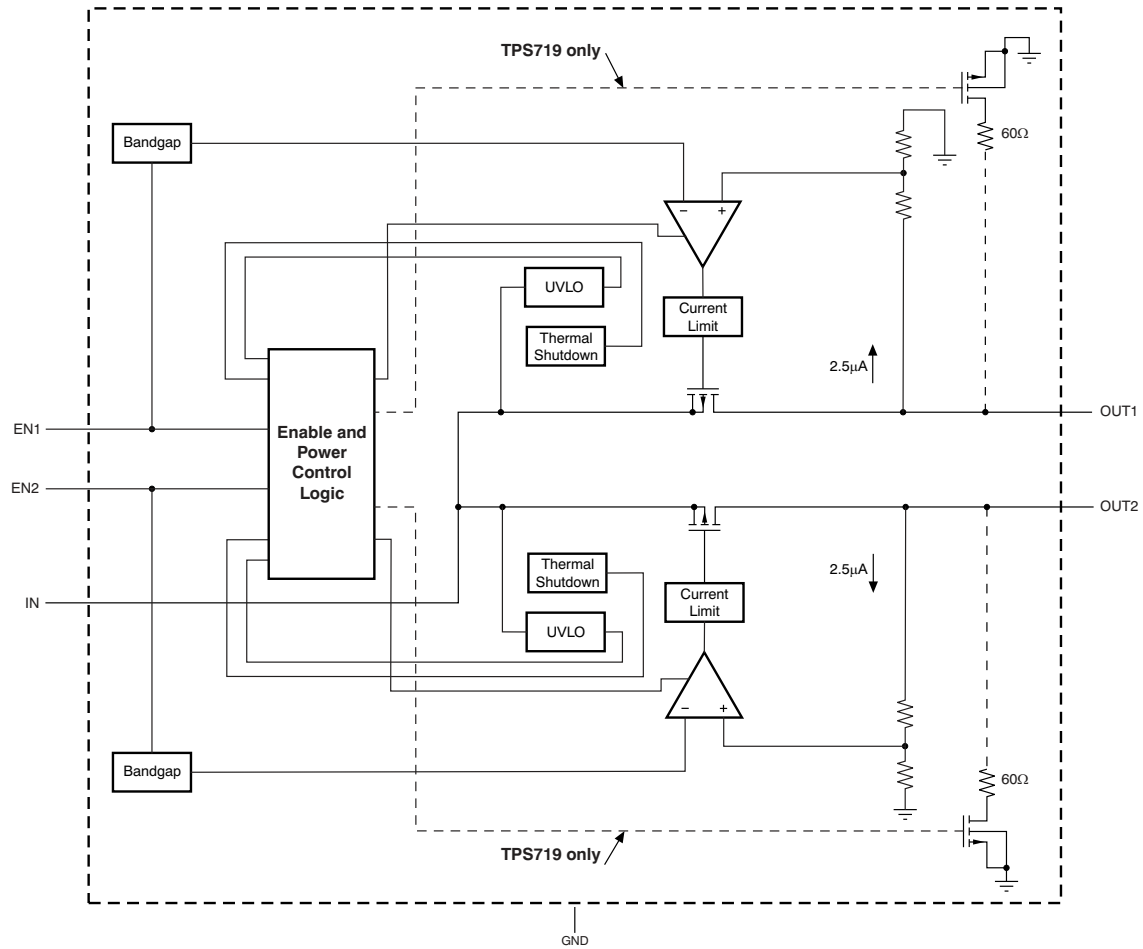 TPS719 only
Bandgap
60Ω
− +
UVLO
Current
Limit
Thermal
Shutdown
2.5µA
EN1
OUT1
Enable and
Power
Control
Logic
EN2
OUT2
Thermal
Shutdown
2.5µA
Current
Limit
IN
UVLO
− +
Bandgap
60Ω
TPS719 only
GND